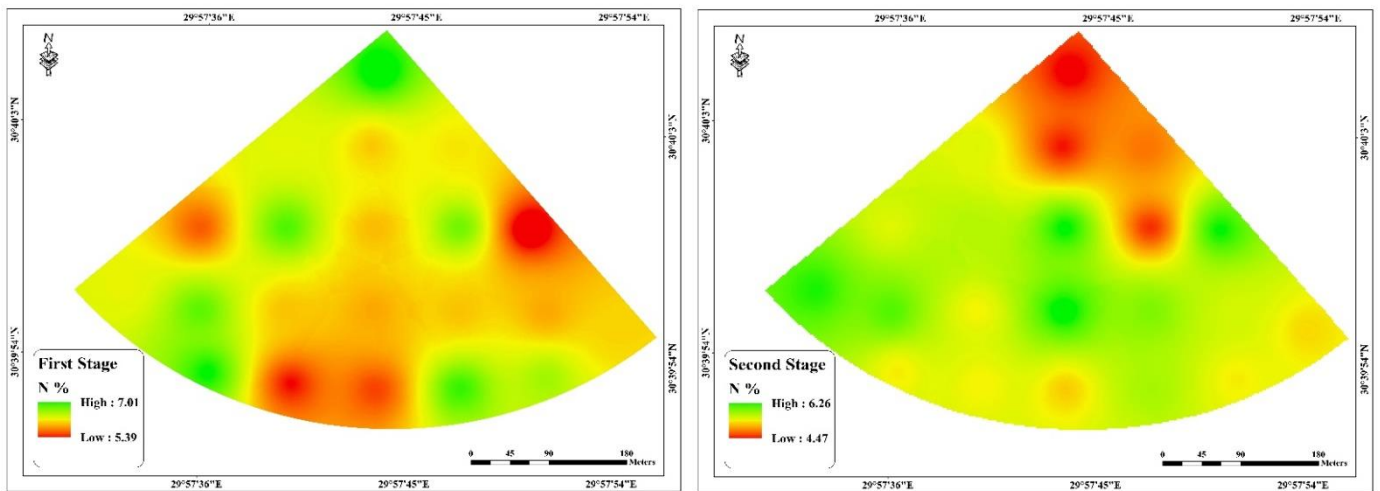 29°57'36"E 29°57'45"E 29°57'54"E
N
30°40'3"N 30°40'3"N
30°39'54"N 30°39'54"N
First Stage
N %
High : 7.01
Low : 5.39
0 45 90 180
Meters
29°57'36"E 29°57'45"E 29°57'54"E
29°57'36"E 29°57'45"E 29°57'54"E
N
30°40'3"N 30°40'3"N
30°39'54"N 30°39'54"N
Second Stage
N %
High : 6.26
Low : 4.47
0 45 90 180
Meters
29°57'36"E 29°57'45"E 29°57'54"E